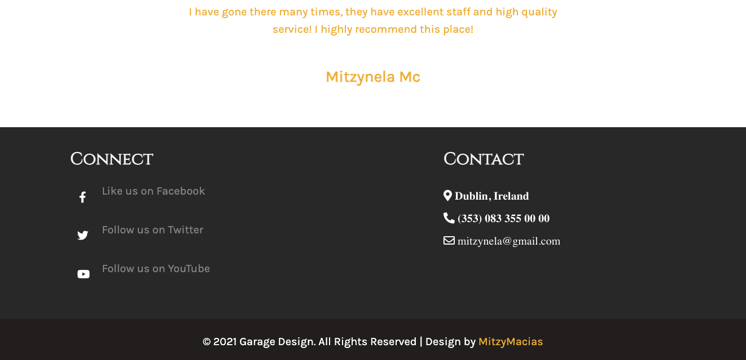 I have gone there many times, they have excellent staff and high quality
service! I highly recommend this place!
Mitzynela Mc
Connect
Like us on Facebook
Follow us on Twitter
Follow us on YouTube
Contact
Dublin, Ireland
(353) 083 355 00 00
mitzynela@gmail.com
© 2021 Garage Design. All Rights Reserved | Design by MitzyMacias